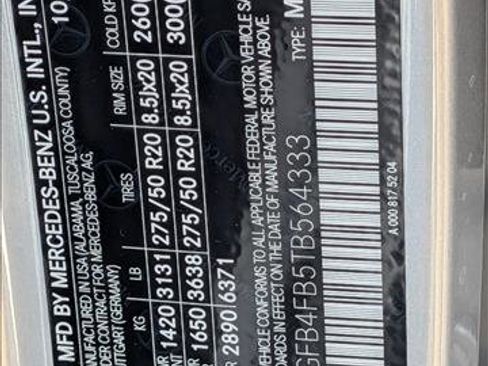 MFD BY MERCEDES-BENZ U.S. INTL., IN
MANUFACTURED IN USA (ALABAMA, TUSCALOOSA COUNTY) 10
UNDER CONTRACT FOR MERCEDES-BENZ AG,
STUTTGART (GERMANY)
KG LB TIRES RIM SIZE COLD KP
1420 3131 275/50 R20 8.5Jx20 260
1650 3638 275/50 R20 8.5Jx20 300
2890 6371
VEHICLE CONFORMS TO ALL APPLICABLE FEDERAL MOTOR VEHICLE SA
ARDS IN EFFECT ON THE DATE OF MANUFACTURE SHOWN ABOVE.
GFB4FB5TB564333 TYPE: M
A 000 817 52 04